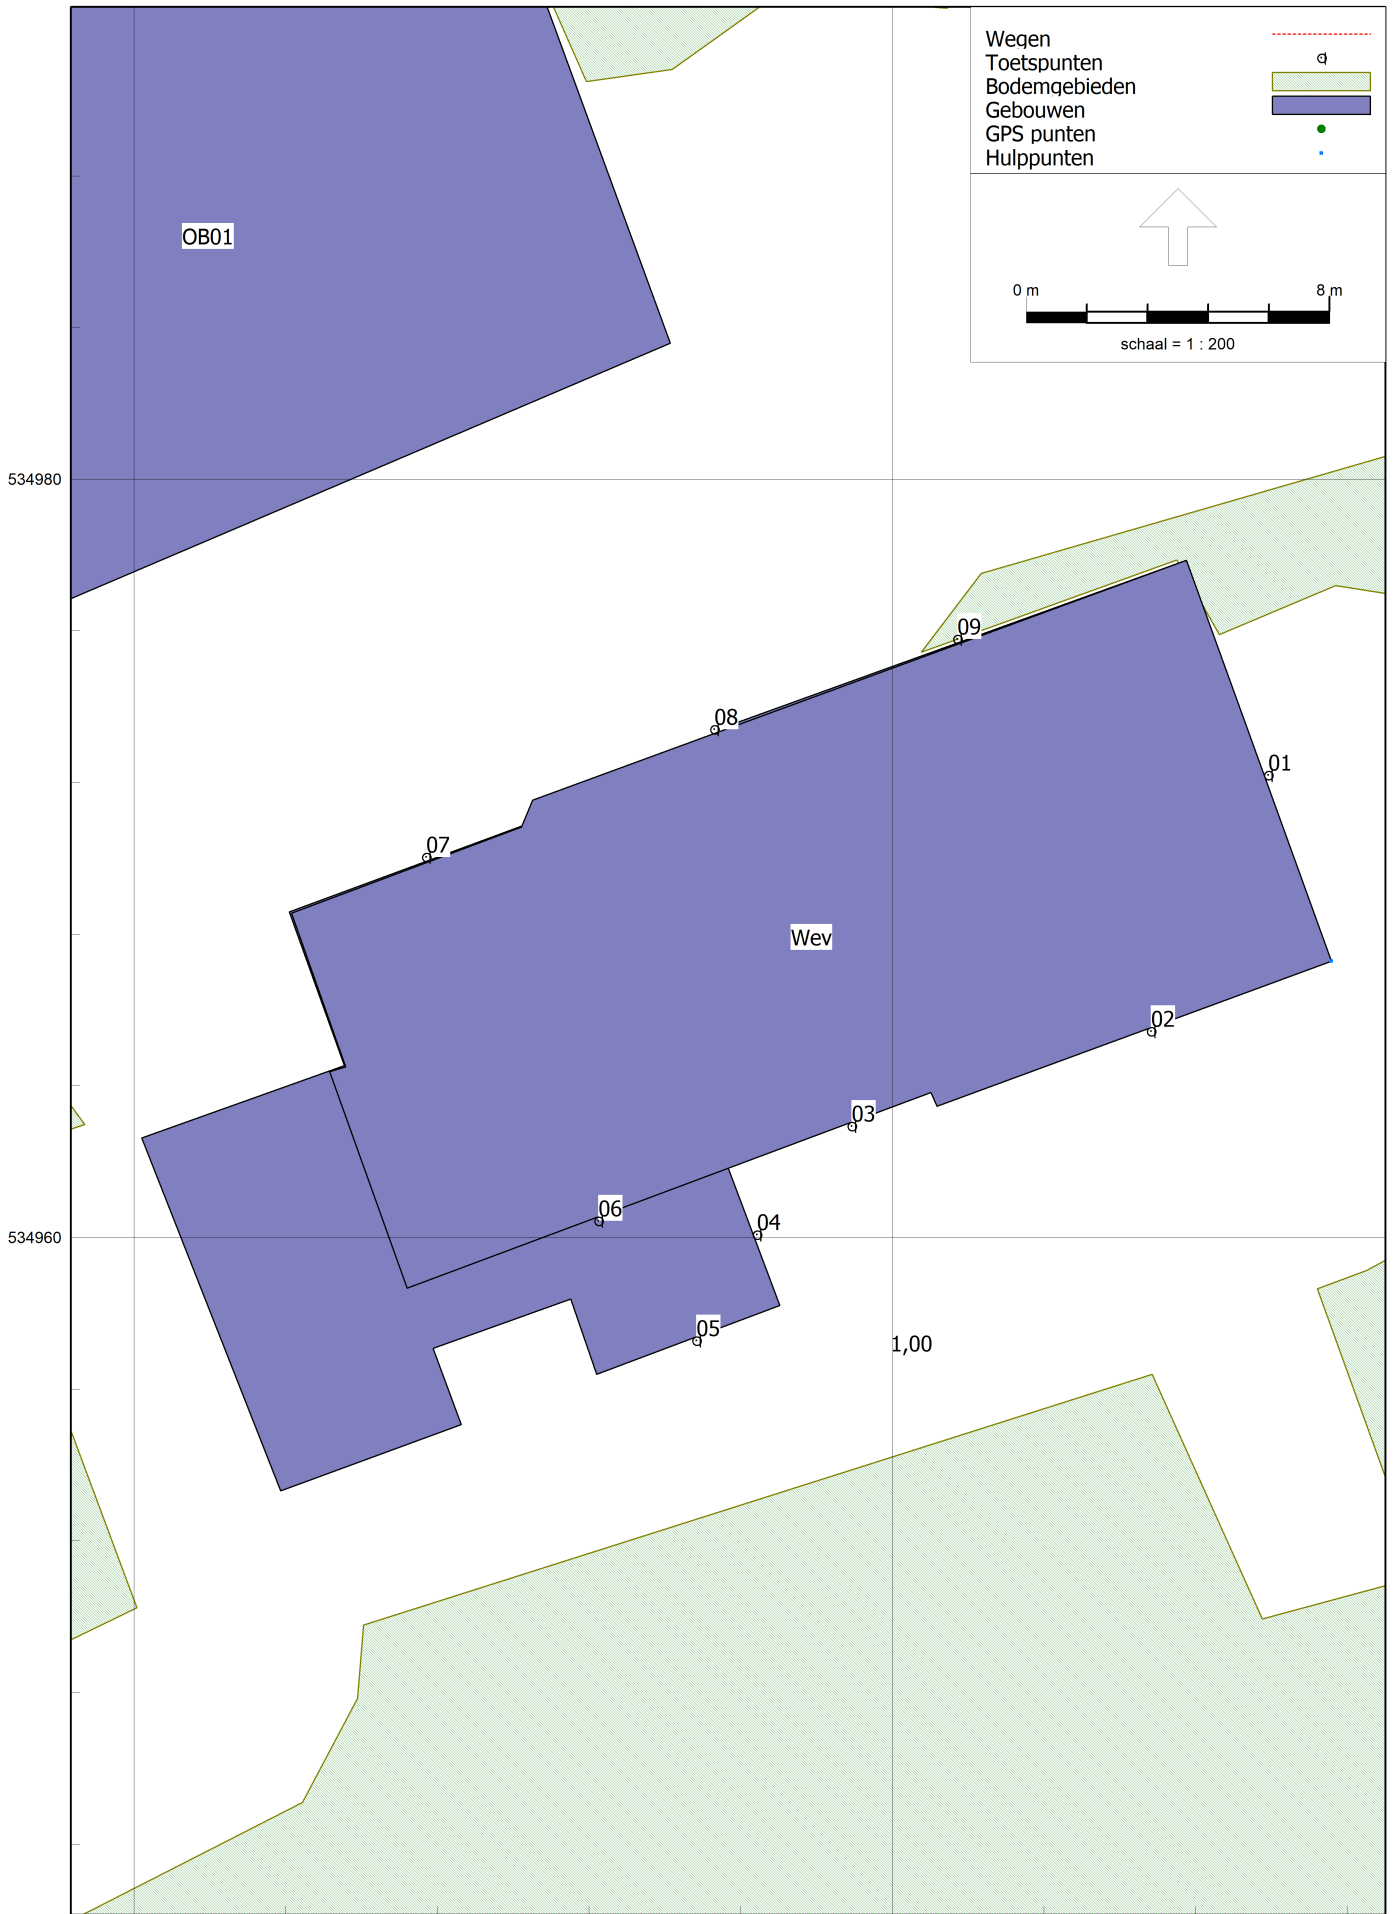 Wegen
Toetspunten
Bodemgebieden
Gebouwen
GPS punten
Hulppunten
OB01
0 m 8 m
schaal = 1 : 200
534980
09
08
01
07
Wev
02
03
06
04
534960
05
1,00